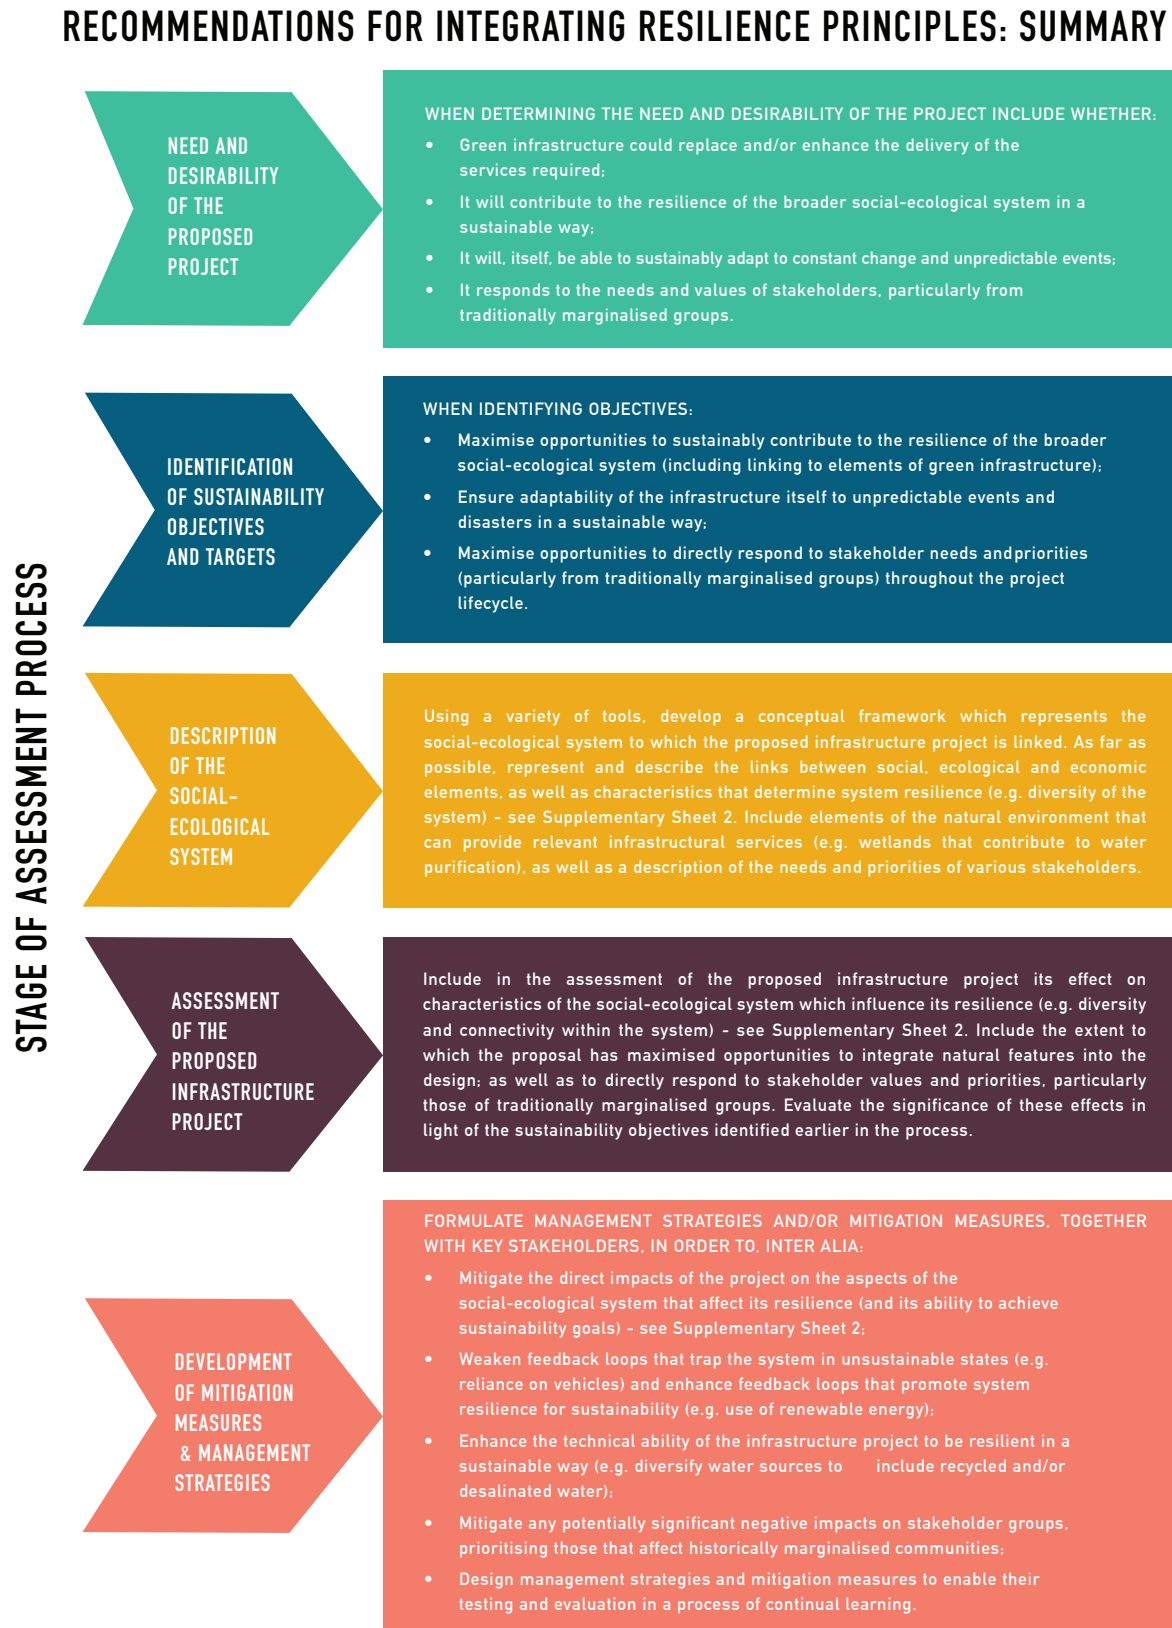 RECOMMENDATIONS FOR INTEGRATING RESILIENCE PRINCIPLES: SUMMARY
STAGE OF ASSESSMENT PROCESS
NEED AND
DESIRABILITY
OF THE
PROPOSED
PROJECT
WHEN DETERMINING THE NEED AND DESIRABILITY OF THE PROJECT INCLUDE WHETHER:
• Green infrastructure could replace and/or enhance the delivery of the
services required;
• It will contribute to the resilience of the broader social-ecological system in a
sustainable way;
• It will, itself, be able to sustainably adapt to constant change and unpredictable events;
• It responds to the needs and values of stakeholders, particularly from
traditionally marginalised groups.
IDENTIFICATION
OF SUSTAINABILITY
OBJECTIVES
AND TARGETS
WHEN IDENTIFYING OBJECTIVES:
• Maximise opportunities to sustainably contribute to the resilience of the broader
social-ecological system (including linking to elements of green infrastructure);
• Ensure adaptability of the infrastructure itself to unpredictable events and
disasters in a sustainable way;
• Maximise opportunities to directly respond to stakeholder needs andpriorities
(particularly from traditionally marginalised groups) throughout the project
lifecycle.
DESCRIPTION
OF THE
SOCIAL-
ECOLOGICAL
SYSTEM
Using a variety of tools, develop a conceptual framework which represents the
social-ecological system to which the proposed infrastructure project is linked. As far as
possible, represent and describe the links between social, ecological and economic
elements, as well as characteristics that determine system resilience (e.g. diversity of the
system) - see Supplementary Sheet 2. Include elements of the natural environment that
can provide relevant infrastructural services (e.g. wetlands that contribute to water
purification), as well as a description of the needs and priorities of various stakeholders.
ASSESSMENT
OF THE
PROPOSED
INFRASTRUCTURE
PROJECT
Include in the assessment of the proposed infrastructure project its effect on
characteristics of the social-ecological system which influence its resilience (e.g. diversity
and connectivity within the system) - see Supplementary Sheet 2. Include the extent to
which the proposal has maximised opportunities to integrate natural features into the
design; as well as to directly respond to stakeholder values and priorities, particularly
those of traditionally marginalised groups. Evaluate the significance of these effects in
light of the sustainability objectives identified earlier in the process.
DEVELOPMENT
OF MITIGATION
MEASURES
& MANAGEMENT
STRATEGIES
FORMULATE MANAGEMENT STRATEGIES AND/OR MITIGATION MEASURES, TOGETHER
WITH KEY STAKEHOLDERS, IN ORDER TO, INTER ALIA:
• Mitigate the direct impacts of the project on the aspects of the
social-ecological system that affect its resilience (and its ability to achieve
sustainability goals) - see Supplementary Sheet 2;
• Weaken feedback loops that trap the system in unsustainable states (e.g.
reliance on vehicles) and enhance feedback loops that promote system
resilience for sustainability (e.g. use of renewable energy);
• Enhance the technical ability of the infrastructure project to be resilient in a
sustainable way (e.g. diversify water sources to include recycled and/or
desalinated water);
• Mitigate any potentially significant negative impacts on stakeholder groups,
prioritising those that affect historically marginalised communities;
• Design management strategies and mitigation measures to enable their
testing and evaluation in a process of continual learning.